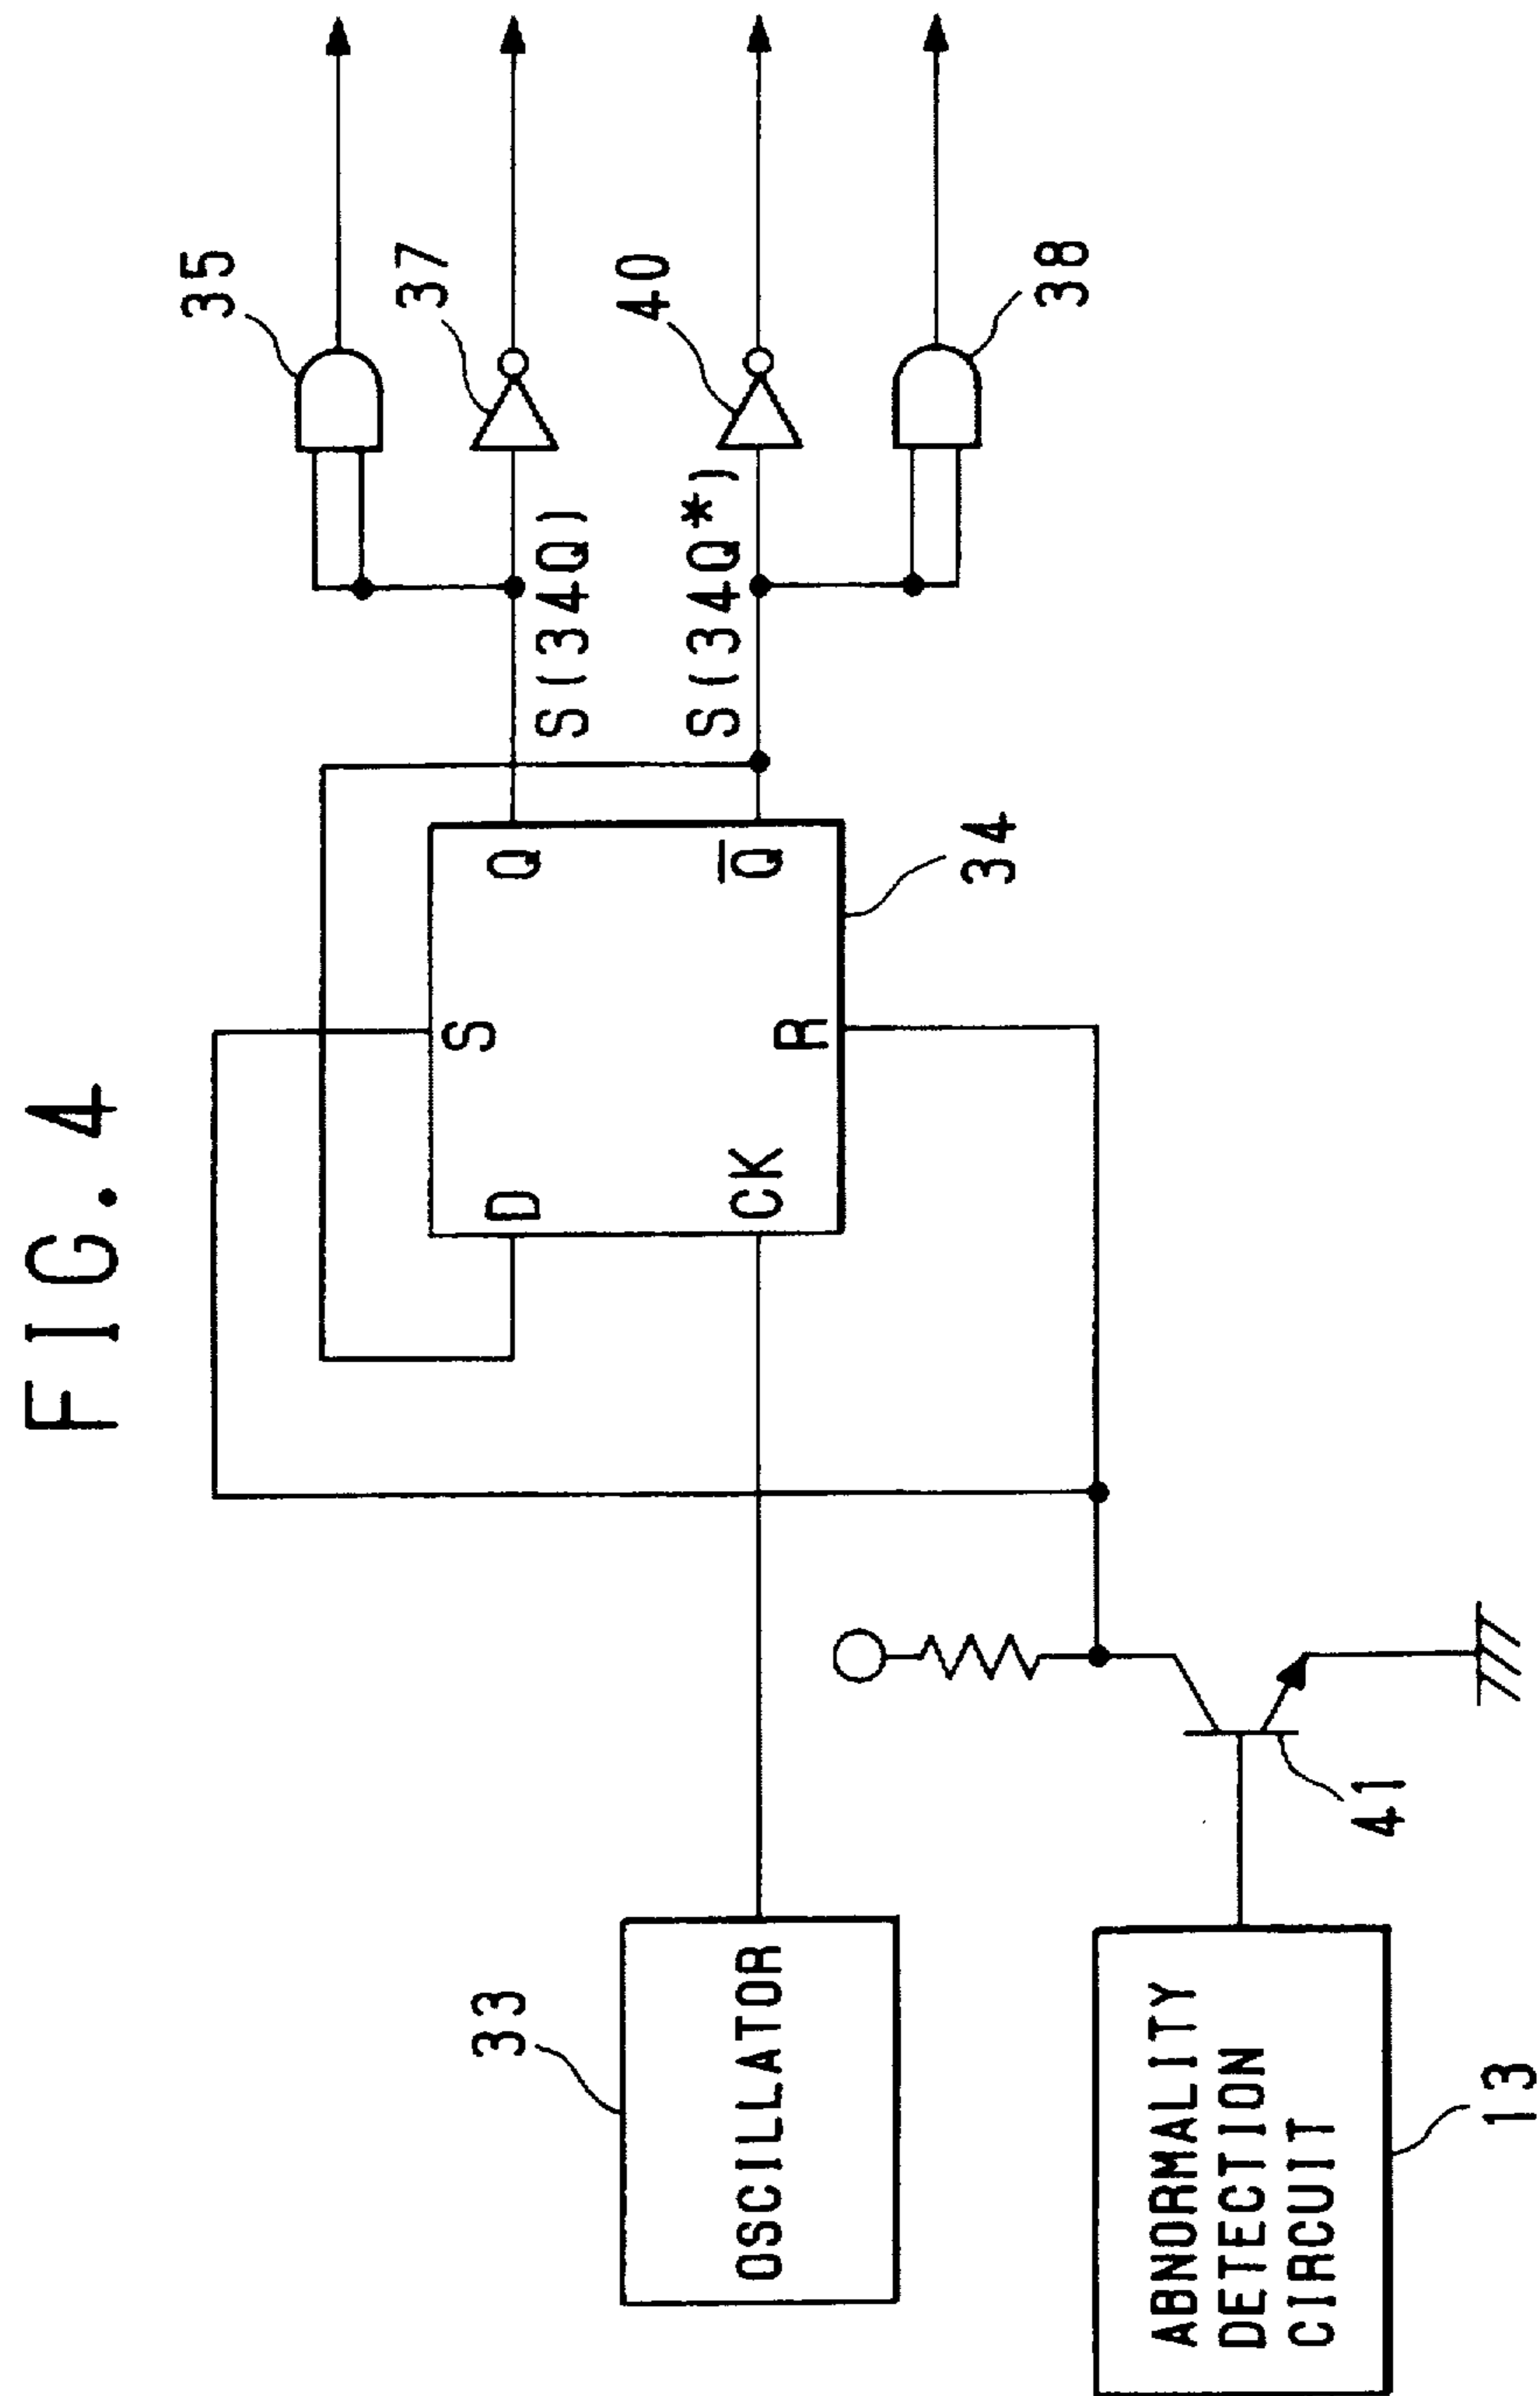 FIG. 4
33
OSCILLATOR
ABNORMALITY
DETECTION
CIRCUIT
13
41
D
S
Q
CK
R
Q̅
34
S(34Q)
S(34Q*)
35
37
40
38